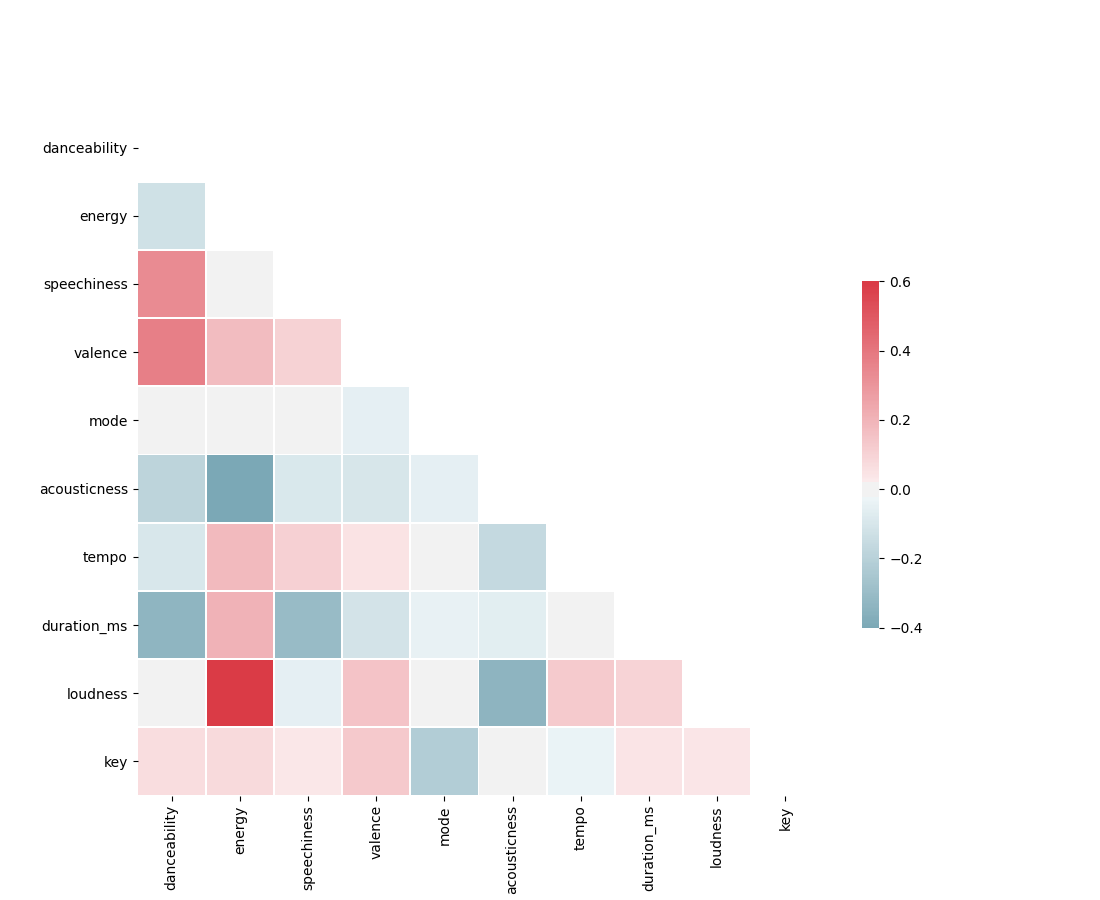 danceability
energy
speechiness
valence
mode
acousticness
tempo
duration_ms
loudness
key
danceability
energy
speechiness
valence
mode
acousticness
tempo
duration_ms
loudness
key
0.6
0.4
0.2
0.0
−0.2
−0.4